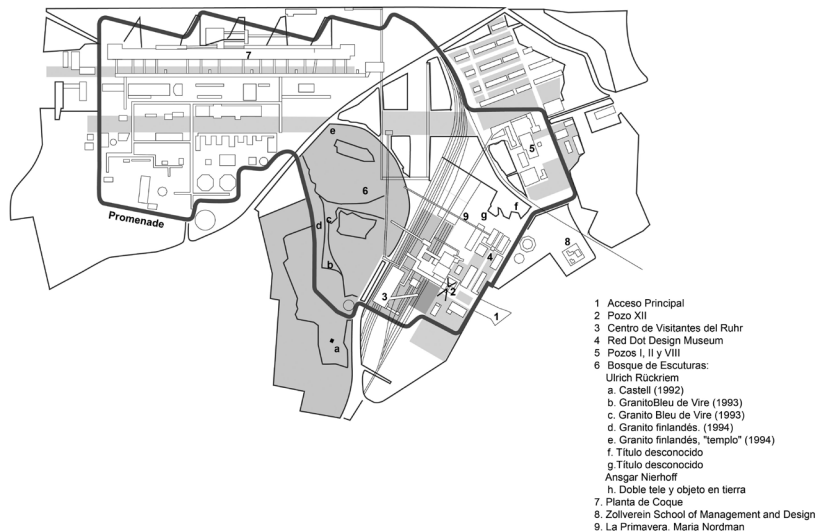 7
e
5
6
c
9
g
f
d
Promenade
4
8
b
3
2
1
a
1 Acceso Principal
2 Pozo XII
3 Centro de Visitantes del Ruhr
4 Red Dot Design Museum
5 Pozos I, II y VIII
6 Bosque de Escuturas:
Ulrich Rückriem
a. Castell (1992)
b. GranitoBleu de Vire (1993)
c. Granito Bleu de Vire (1993)
d. Granito finlandés. (1994)
e. Granito finlandés, "templo" (1994)
f. Título desconocido
g.Título desconocido
Ansgar Nierhoff
h. Doble tele y objeto en tierra
7. Planta de Coque
8. Zollverein School of Management and Design
9. La Primavera. Maria Nordman